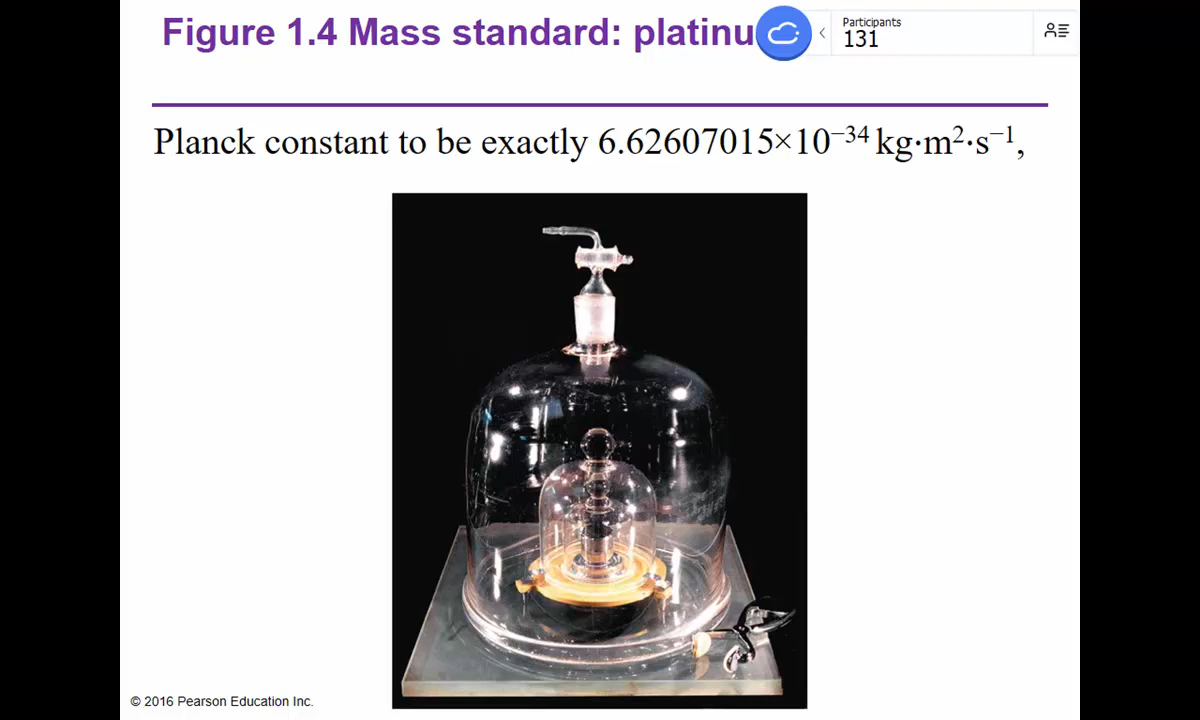 Figure 1.4 Mass standard: platinu
Participants
131
Planck constant to be exactly 6.62607015×10⁻³⁴ kg·m²·s⁻¹,
© 2016 Pearson Education Inc.